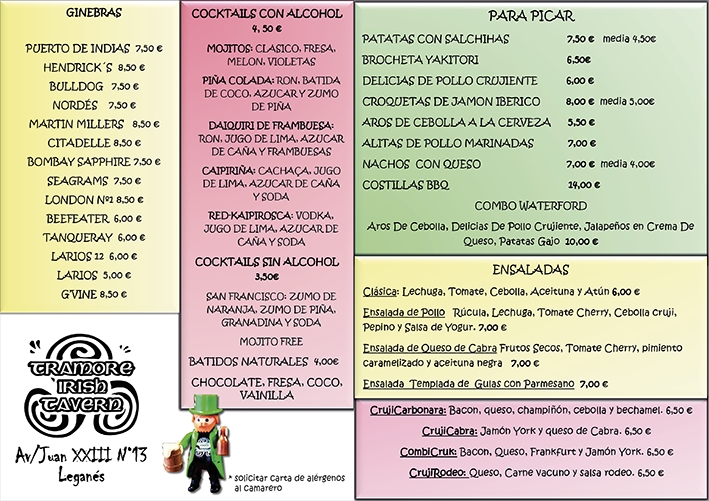 GINEBRAS
PUERTO DE INDIAS 7,50 €
HENDRICK´S 8,50 €
BULLDOG 7,50 €
NORDÉS 7,50 €
MARTIN MILLERS 8,50 €
CITADELLE 8,50 €
BOMBAY SAPPHIRE 7,50 €
SEAGRAMS 7,50 €
LONDON Nº1 8,50 €
BEEFEATER 6,00 €
TANQUERAY 6,00 €
LARIOS 12 6,00 €
LARIOS 5,00 €
G'VINE 8,50 €
COCKTAILS CON ALCOHOL
4,50 €
MOJITOS: CLASICO, FRESA,
MELON, VIOLETAS
PIÑA COLADA: RON, BATIDA
DE COCO, AZUCAR Y ZUMO
DE PIÑA
DAIQUIRI DE FRAMBUESA:
RON, JUGO DE LIMA, AZUCAR
DE CAÑA Y FRAMBUESAS
CAIPIRIÑA: CACHAÇA, JUGO
DE LIMA, AZUCAR DE CAÑA
Y SODA
RED-KAIPIROSCA: VODKA,
JUGO DE LIMA, AZUCAR DE
CAÑA Y SODA
COCKTAILS SIN ALCOHOL
3,50€
SAN FRANCISCO: ZUMO DE
NARANJA, ZUMO DE PIÑA,
GRANADINA Y SODA
MOJITO FREE
BATIDOS NATURALES 4,00€
CHOCOLATE, FRESA, COCO,
VAINILLA
PARA PICAR
PATATAS CON SALCHIHAS 7,50 € media 4,50€
BROCHETA YAKITORI 6,50€
DELICIAS DE POLLO CRUJIENTE 6,00 €
CROQUETAS DE JAMON IBERICO 8,00 € media 5,00€
AROS DE CEBOLLA A LA CERVEZA 5,50 €
ALITAS DE POLLO MARINADAS 7,00 €
NACHOS CON QUESO 7,00 € media 4,00€
COSTILLAS BBQ 14,00 €
COMBO WATERFORD
Aros De Cebolla, Delicias De Pollo Crujiente, Jalapeños en Crema De
Queso, Patatas Gajo 10,00 €
ENSALADAS
Clásica: Lechuga, Tomate, Cebolla, Aceituna y Atún 6,00 €
Ensalada de Pollo Rúcula, Lechuga, Tomate Cherry, Cebolla cruji,
Pepino y Salsa de Yogur. 7,00 €
Ensalada de Queso de Cabra Frutos Secos, Tomate Cherry, pimiento
caramelizado y aceituna negra 7,00 €
Ensalada Templada de Gulas con Parmesano 7,00 €
CrujiCarbonara: Bacon, queso, champiñón, cebolla y bechamel. 6,50 €
CrujiCabra: Jamón York y queso de Cabra. 6,50 €
CombiCruk: Bacon, Queso, Frankfurt y Jamón York. 6,50 €
CrujiRodeo: Queso, Carne vacuno y salsa rodeo. 6,50 €
"TRAMORE"
IRISH
TAVERN
Av/Juan XXIII Nº13
Leganés
* solicitar carta de alérgenos
al camarero